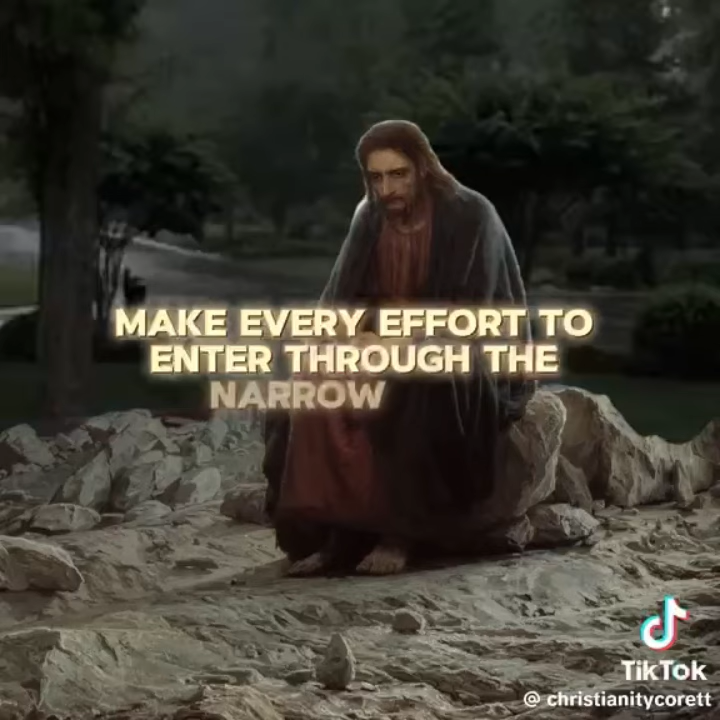 MAKE EVERY EFFORT TO
ENTER THROUGH THE
NARROW
TikTok
@ christianitycorett